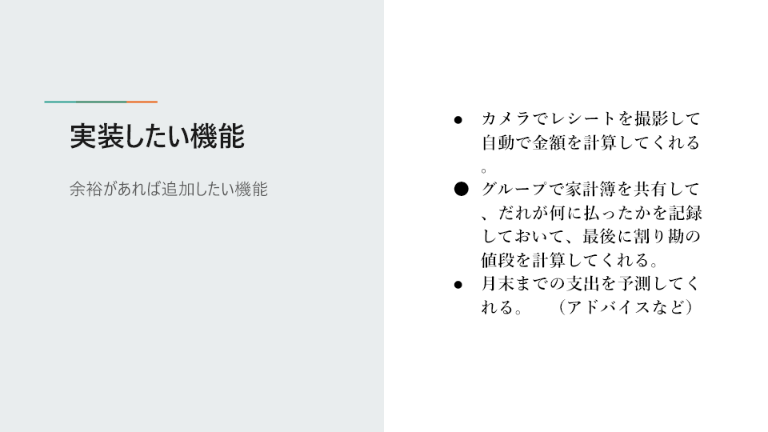 実装したい機能
余裕があれば追加したい機能
● カメラでレシートを撮影して
自動で金額を計算してくれる
。
● グループで家計簿を共有して
、だれが何に払ったかを記録
しておいて、最後に割り勘の
値段を計算してくれる。
● 月末までの支出を予測してく
れる。　（アドバイスなど）